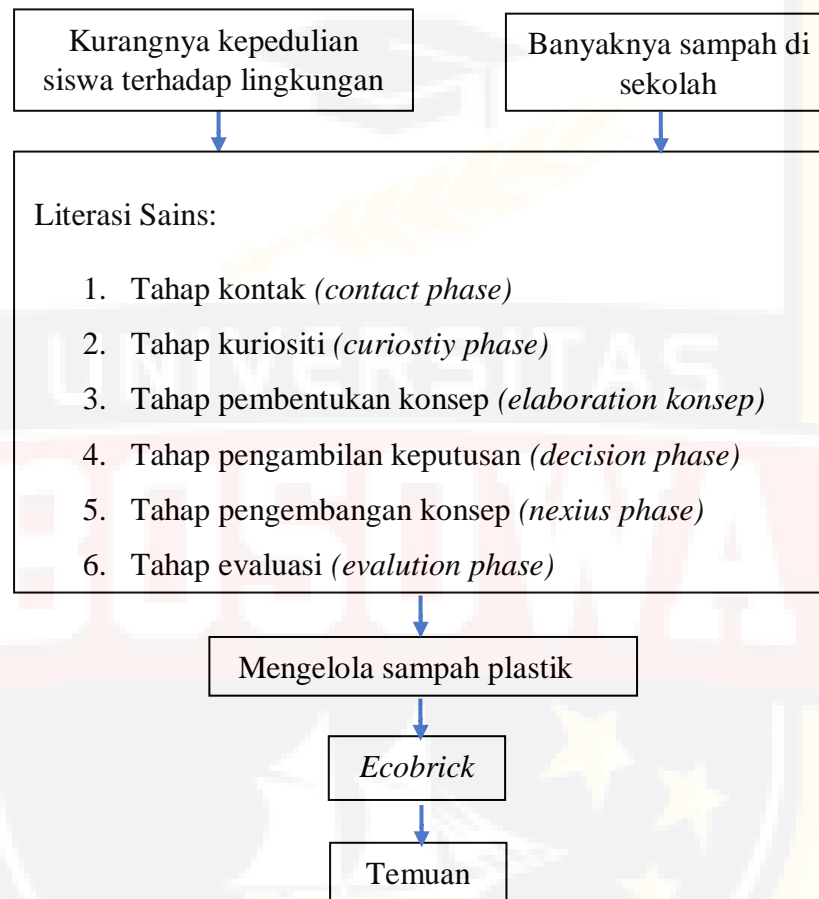 Kurangnya kepedulian
siswa terhadap lingkungan
Banyaknya sampah di
sekolah
Literasi Sains:
1. Tahap kontak (contact phase)
2. Tahap kuriositi (curiostiy phase)
3. Tahap pembentukan konsep (elaboration konsep)
4. Tahap pengambilan keputusan (decision phase)
5. Tahap pengembangan konsep (nexius phase)
6. Tahap evaluasi (evalution phase)
Mengelola sampah plastik
Ecobrick
Temuan
UNIVERSITAS
BOSOWA